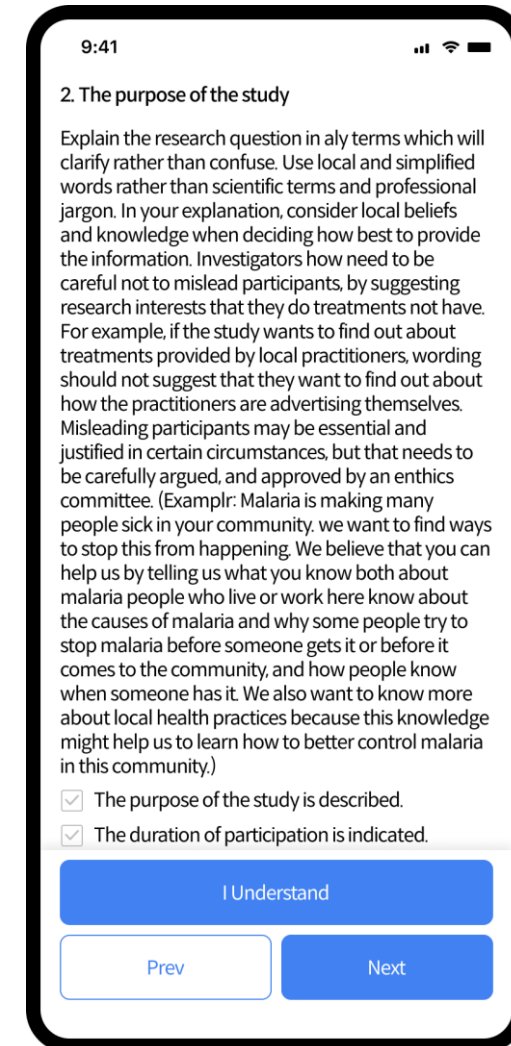 9:41
2. The purpose of the study
Explain the research question in aly terms which will
clarify rather than confuse. Use local and simplified
words rather than scientific terms and professional
jargon. In your explanation, consider local beliefs
and knowledge when deciding how best to provide
the information. Investigators how need to be
careful not to mislead participants, by suggesting
research interests that they do treatments not have.
For example, if the study wants to find out about
treatments provided by local practitioners, wording
should not suggest that they want to find out about
how the practitioners are advertising themselves.
Misleading participants may be essential and
justified in certain circumstances, but that needs to
be carefully argued, and approved by an enthics
committee. (Examplr: Malaria is making many
people sick in your community. we want to find ways
to stop this from happening. We believe that you can
help us by telling us what you know both about
malaria people who live or work here know about
the causes of malaria and why some people try to
stop malaria before someone gets it or before it
comes to the community, and how people know
when someone has it. We also want to know more
about local health practices because this knowledge
might help us to learn how to better control malaria
in this community.)
The purpose of the study is described.
The duration of participation is indicated.
I Understand
Prev
Next